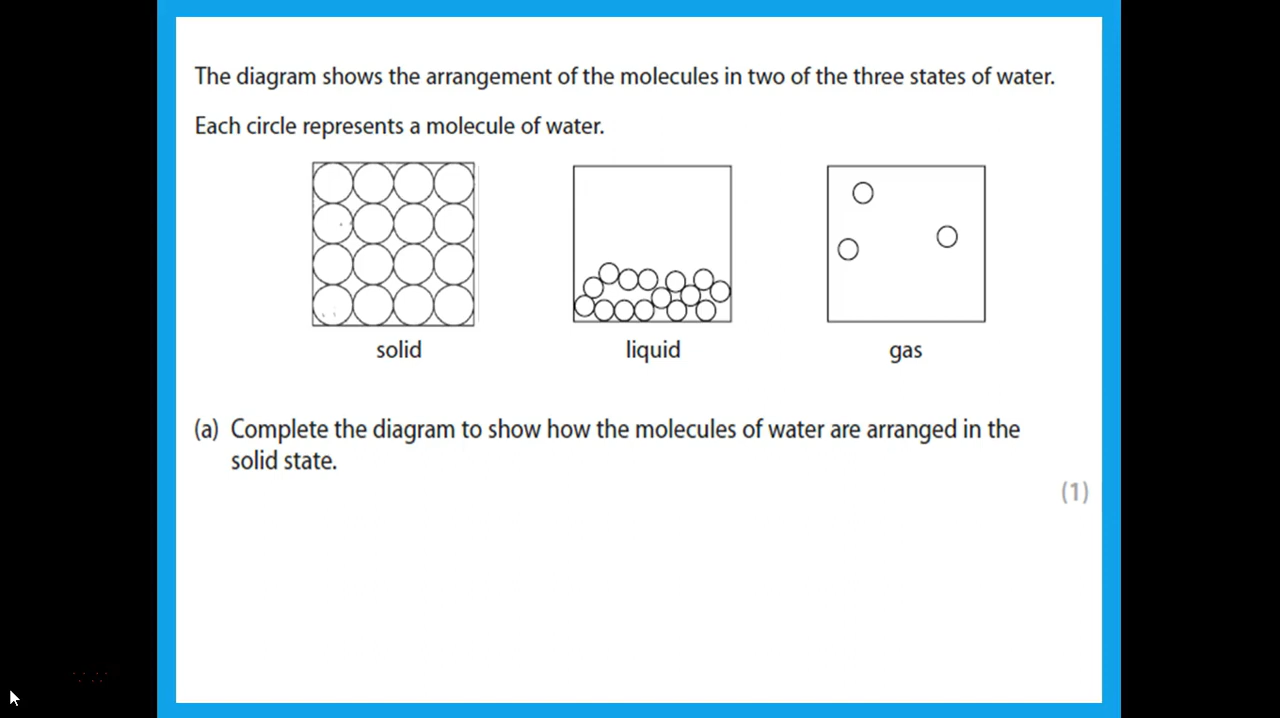 The diagram shows the arrangement of the molecules in two of the three states of water.
Each circle represents a molecule of water.
solid
liquid
gas
(a) Complete the diagram to show how the molecules of water are arranged in the
solid state.
(1)